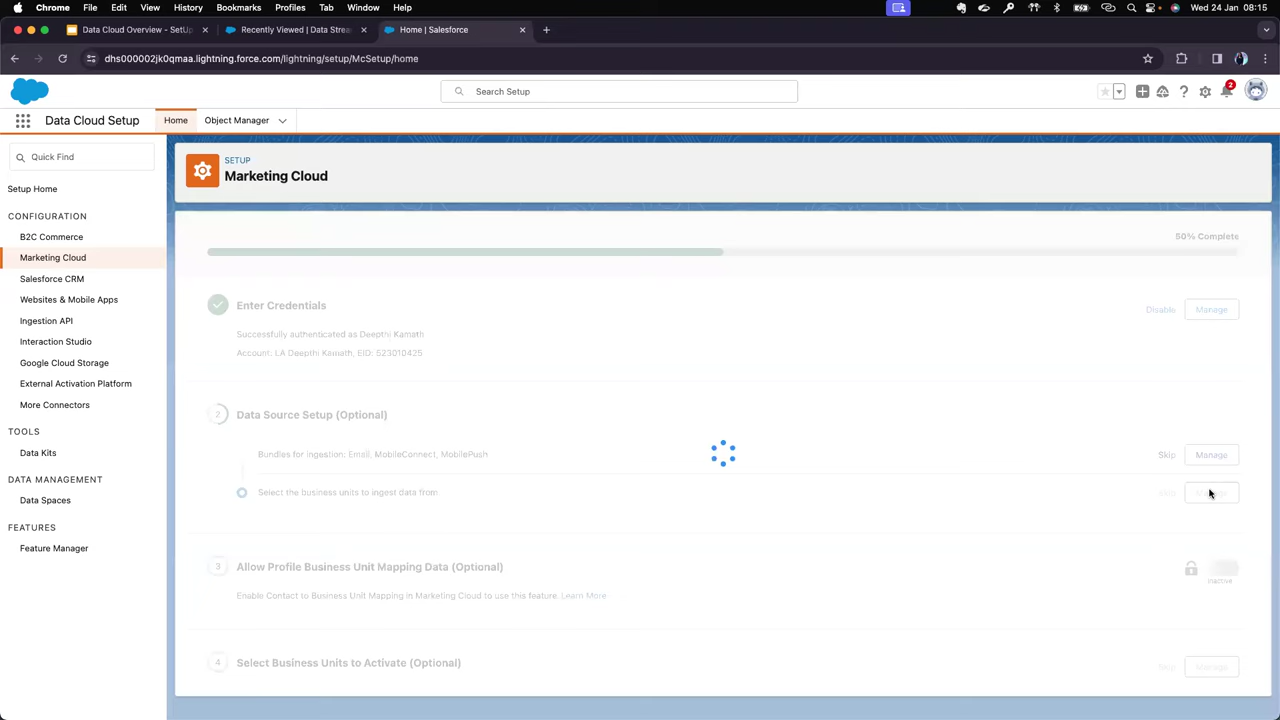 Chrome File Edit View History Bookmarks Profiles Tab Window Help Wed 24 Jan 08:15
Data Cloud Overview - SetUp Recently Viewed | Data Strea Home | Salesforce
dhs000002jk0qmaa.lightning.force.com/lightning/setup/McSetup/home
Search Setup
2
Data Cloud Setup Home Object Manager
Quick Find
Setup Home
CONFIGURATION
B2C Commerce
Marketing Cloud
Salesforce CRM
Websites & Mobile Apps
Ingestion API
Interaction Studio
Google Cloud Storage
External Activation Platform
More Connectors
TOOLS
Data Kits
DATA MANAGEMENT
Data Spaces
FEATURES
Feature Manager
SETUP
Marketing Cloud
50% Complete
Enter Credentials
Disable Manage
Successfully authenticated as Deepthi Kamath
Account: LA Deepthi Kamath, EID: 523010425
2 Data Source Setup (Optional)
Bundles for ingestion: Email, MobileConnect, MobilePush Skip Manage
Select the business units to ingest data from Skip
3 Allow Profile Business Unit Mapping Data (Optional)
Inactive
Enable Contact to Business Unit Mapping in Marketing Cloud to use this feature. Learn More
4 Select Business Units to Activate (Optional) Skip Manage